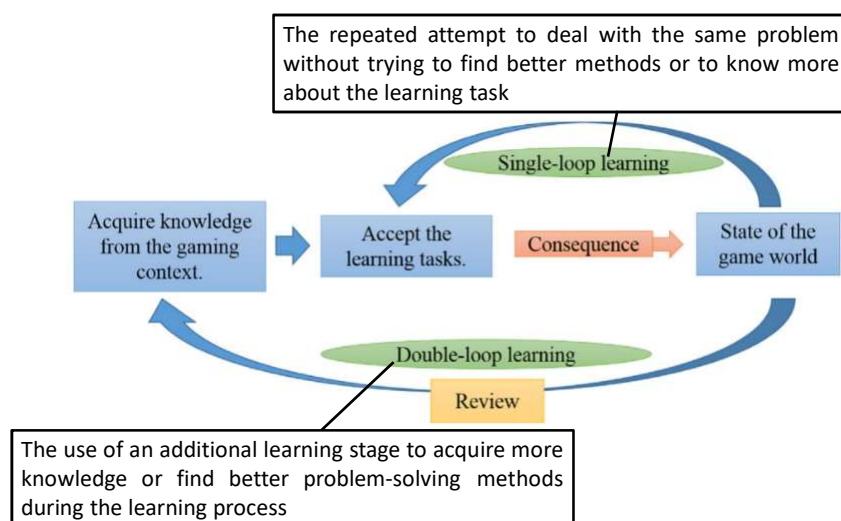 The repeated attempt to deal with the same problem
without trying to find better methods or to know more
about the learning task
Single-loop learning
Acquire knowledge
from the gaming
context.
Accept the
learning tasks.
Consequence
State of the
game world
Double-loop learning
Review
The use of an additional learning stage to acquire more
knowledge or find better problem-solving methods
during the learning process